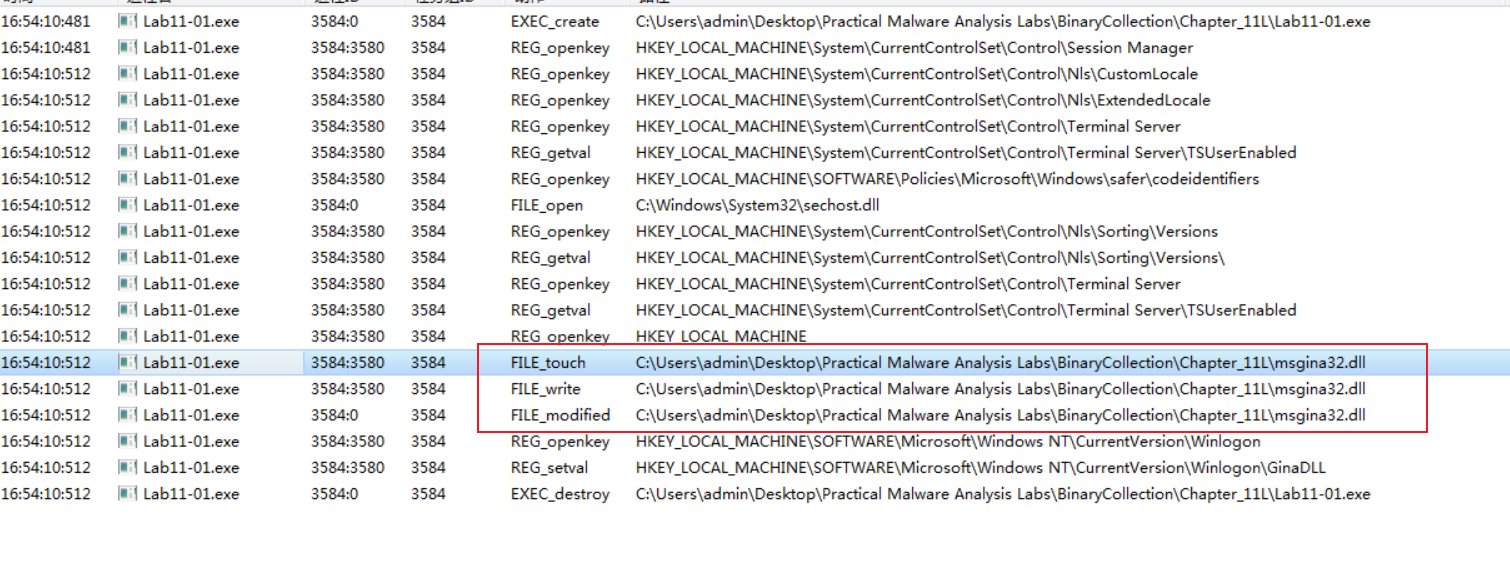 16:54:10:481 Lab11-01.exe 3584:0 3584 EXEC_create C:\Users\admin\Desktop\Practical Malware Analysis Labs\BinaryCollection\Chapter_11L\Lab11-01.exe
16:54:10:481 Lab11-01.exe 3584:3580 3584 REG_openkey HKEY_LOCAL_MACHINE\System\CurrentControlSet\Control\Session Manager
16:54:10:512 Lab11-01.exe 3584:3580 3584 REG_openkey HKEY_LOCAL_MACHINE\System\CurrentControlSet\Control\Nls\CustomLocale
16:54:10:512 Lab11-01.exe 3584:3580 3584 REG_openkey HKEY_LOCAL_MACHINE\System\CurrentControlSet\Control\Nls\ExtendedLocale
16:54:10:512 Lab11-01.exe 3584:3580 3584 REG_openkey HKEY_LOCAL_MACHINE\System\CurrentControlSet\Control\Terminal Server
16:54:10:512 Lab11-01.exe 3584:3580 3584 REG_getval HKEY_LOCAL_MACHINE\System\CurrentControlSet\Control\Terminal Server\TSUserEnabled
16:54:10:512 Lab11-01.exe 3584:3580 3584 REG_openkey HKEY_LOCAL_MACHINE\SOFTWARE\Policies\Microsoft\Windows\safer\codeidentifiers
16:54:10:512 Lab11-01.exe 3584:0 3584 FILE_open C:\Windows\System32\sechost.dll
16:54:10:512 Lab11-01.exe 3584:3580 3584 REG_openkey HKEY_LOCAL_MACHINE\System\CurrentControlSet\Control\Nls\Sorting\Versions
16:54:10:512 Lab11-01.exe 3584:3580 3584 REG_getval HKEY_LOCAL_MACHINE\System\CurrentControlSet\Control\Nls\Sorting\Versions\
16:54:10:512 Lab11-01.exe 3584:3580 3584 REG_openkey HKEY_LOCAL_MACHINE\System\CurrentControlSet\Control\Terminal Server
16:54:10:512 Lab11-01.exe 3584:3580 3584 REG_getval HKEY_LOCAL_MACHINE\System\CurrentControlSet\Control\Terminal Server\TSUserEnabled
16:54:10:512 Lab11-01.exe 3584:3580 3584 REG_openkey HKEY_LOCAL_MACHINE
16:54:10:512 Lab11-01.exe 3584:3580 3584 FILE_touch C:\Users\admin\Desktop\Practical Malware Analysis Labs\BinaryCollection\Chapter_11L\msgina32.dll
16:54:10:512 Lab11-01.exe 3584:3580 3584 FILE_write C:\Users\admin\Desktop\Practical Malware Analysis Labs\BinaryCollection\Chapter_11L\msgina32.dll
16:54:10:512 Lab11-01.exe 3584:0 3584 FILE_modified C:\Users\admin\Desktop\Practical Malware Analysis Labs\BinaryCollection\Chapter_11L\msgina32.dll
16:54:10:512 Lab11-01.exe 3584:3580 3584 REG_openkey HKEY_LOCAL_MACHINE\SOFTWARE\Microsoft\Windows NT\CurrentVersion\Winlogon
16:54:10:512 Lab11-01.exe 3584:3580 3584 REG_setval HKEY_LOCAL_MACHINE\SOFTWARE\Microsoft\Windows NT\CurrentVersion\Winlogon\GinaDLL
16:54:10:512 Lab11-01.exe 3584:0 3584 EXEC_destroy C:\Users\admin\Desktop\Practical Malware Analysis Labs\BinaryCollection\Chapter_11L\Lab11-01.exe